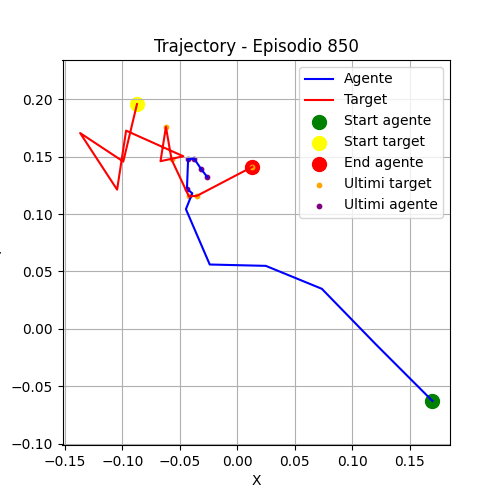 Trajectory - Episodio 850
Agente
Target
Start agente
Start target
End agente
Ultimi target
Ultimi agente
0.20
0.15
0.10
0.05
0.00
−0.05
−0.10
−0.15
−0.10
−0.05
0.00
0.05
0.10
0.15
X